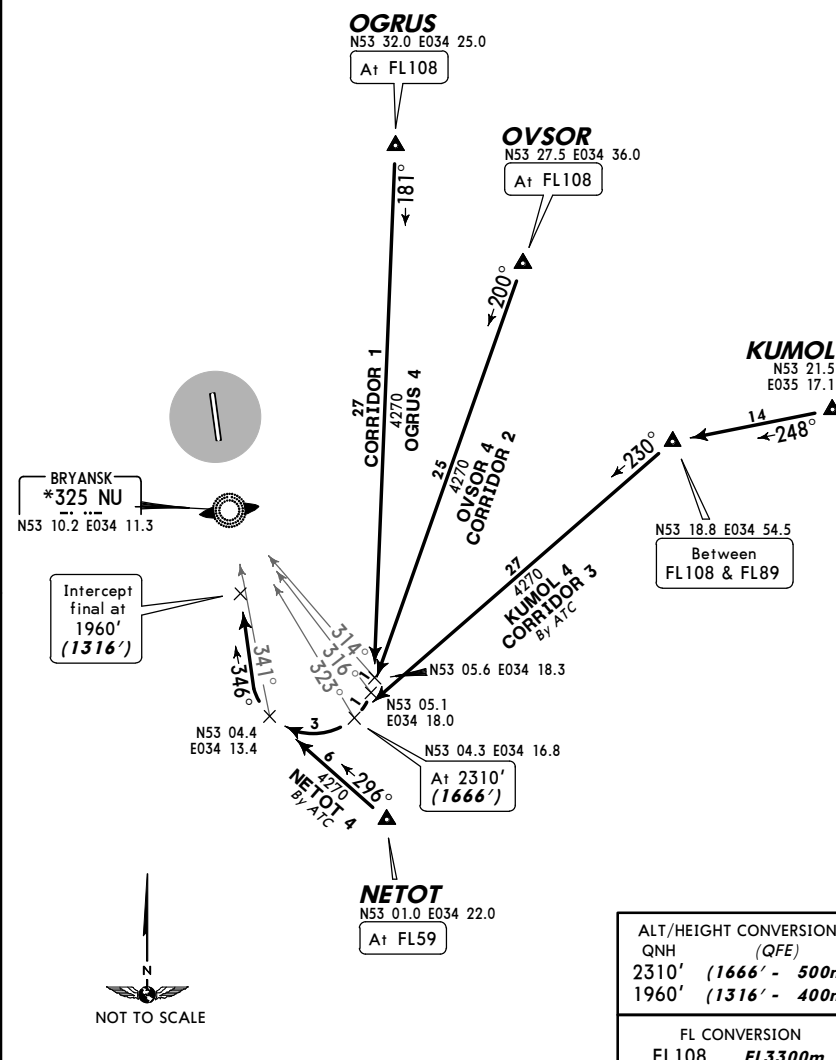 OGRUS
N53 32.0 E034 25.0
At FL108
181°
OVSOR
N53 27.5 E034 36.0
At FL108
200°
KUMOL
N53 21.5
E035 17.1
14
248°
27
CORRIDOR 1
4270
OGRUS 4
25
4270
OVSOR 4
CORRIDOR 2
230°
N53 18.8 E034 54.5
Between
FL108 & FL89
27
4270
KUMOL 4
CORRIDOR 3
By ATC
BRYANSK
*325 NU
N53 10.2 E034 11.3
Intercept
final at
1960'
(1316')
346°
341°
314°
316°
323°
1
N53 05.6 E034 18.3
1
N53 05.1
E034 18.0
N53 04.4
E034 13.4
3
N53 04.3 E034 16.8
At 2310'
(1666')
6
296°
4270
NETOT 4
By ATC
NETOT
N53 01.0 E034 22.0
At FL59
N
NOT TO SCALE
ALT/HEIGHT CONVERSION
QNH (QFE)
2310' (1666' - 500m
1960' (1316' - 400m
FL CONVERSION
FL108 FL3300m